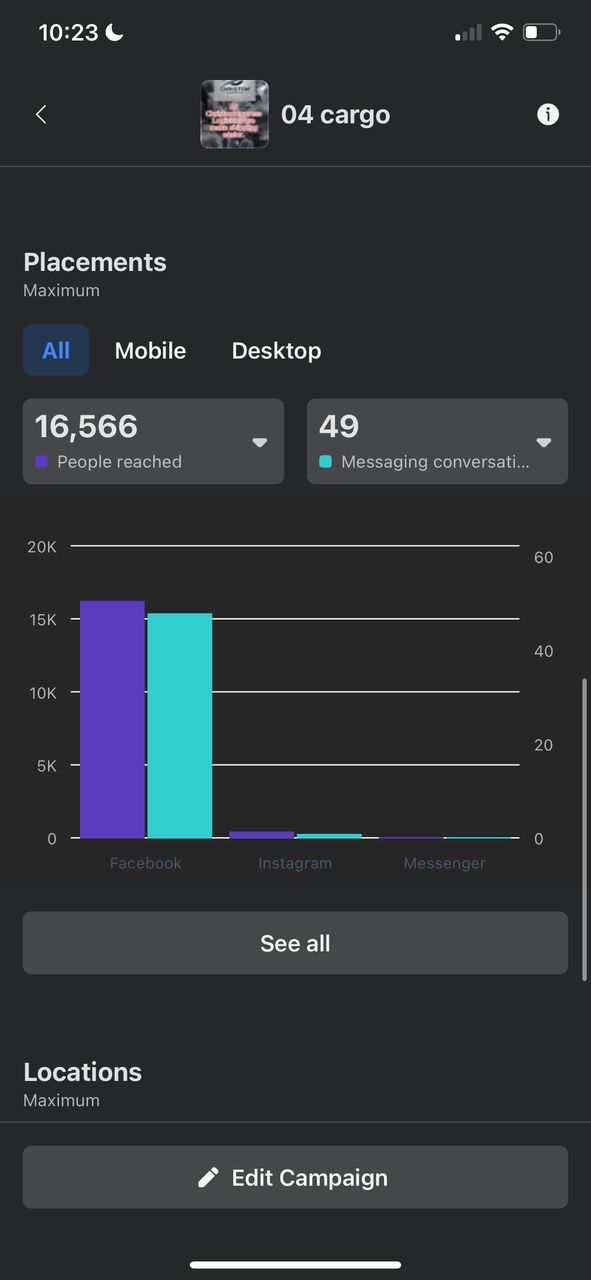 10:23
04 cargo
Placements
Maximum
All Mobile Desktop
16,566
People reached
49
Messaging conversati...
20K
15K
10K
5K
0
60
40
20
0
Facebook Instagram Messenger
See all
Locations
Maximum
Edit Campaign